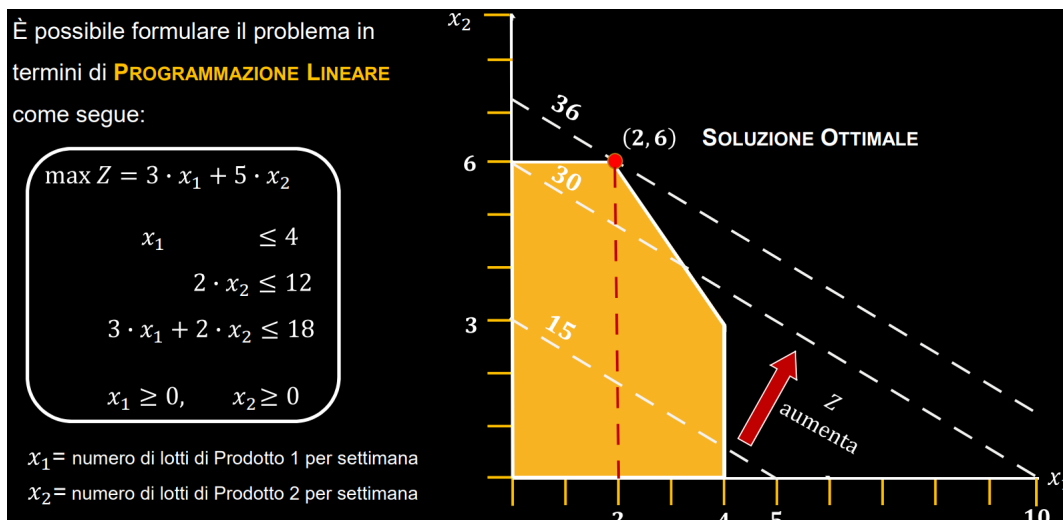 È possibile formulare il problema in
termini di PROGRAMMAZIONE LINEARE
come segue:
max Z = 3 · x₁ + 5 · x₂
x₁ ≤ 4
2 · x₂ ≤ 12
3 · x₁ + 2 · x₂ ≤ 18
x₁ ≥ 0, x₂ ≥ 0
x₁= numero di lotti di Prodotto 1 per settimana
x₂= numero di lotti di Prodotto 2 per settimana
x₂
36
(2, 6) SOLUZIONE OTTIMALE
6
30
3
15
Z
aumenta
2 4 5 10